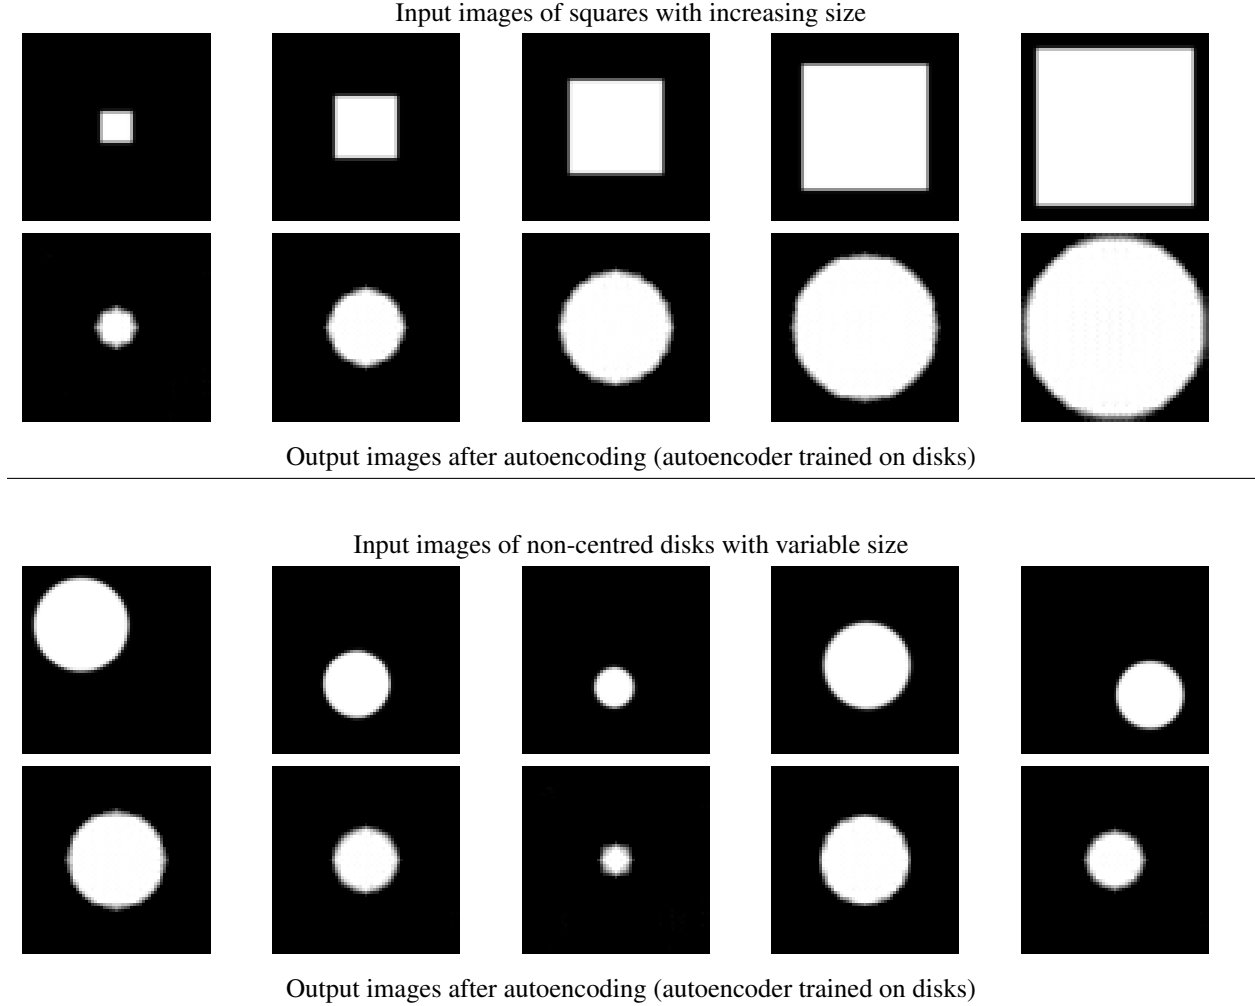 Input images of squares with increasing size
Output images after autoencoding (autoencoder trained on disks)
Input images of non-centred disks with variable size
Output images after autoencoding (autoencoder trained on disks)